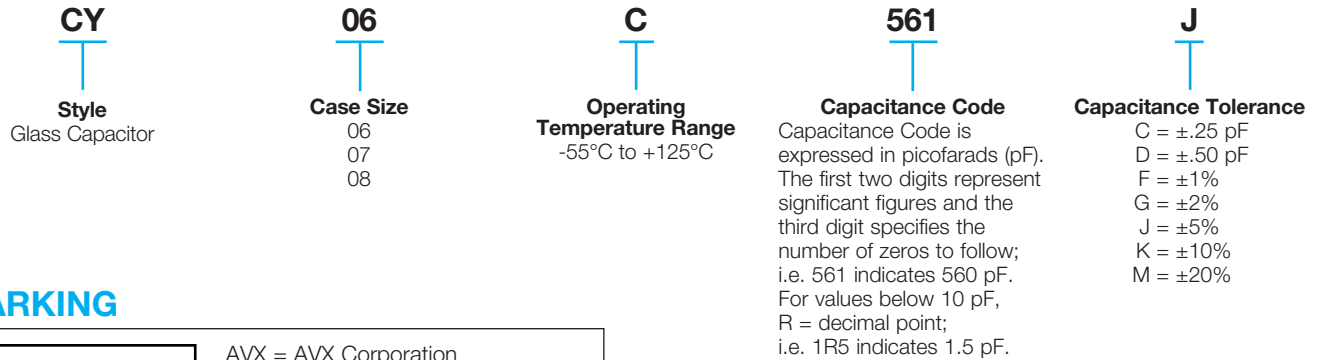 CY
06
C
561
J
Style
Glass Capacitor
Case Size
06
07
08
Operating
Temperature Range
-55°C to +125°C
Capacitance Code
Capacitance Code is
expressed in picofarads (pF).
The first two digits represent
significant figures and the
third digit specifies the
number of zeros to follow;
i.e. 561 indicates 560 pF.
For values below 10 pF,
R = decimal point;
i.e. 1R5 indicates 1.5 pF.
Capacitance Tolerance
C = ±.25 pF
D = ±.50 pF
F = ±1%
G = ±2%
J = ±5%
K = ±10%
M = ±20%
ARKING
AVX = AVX Corporation